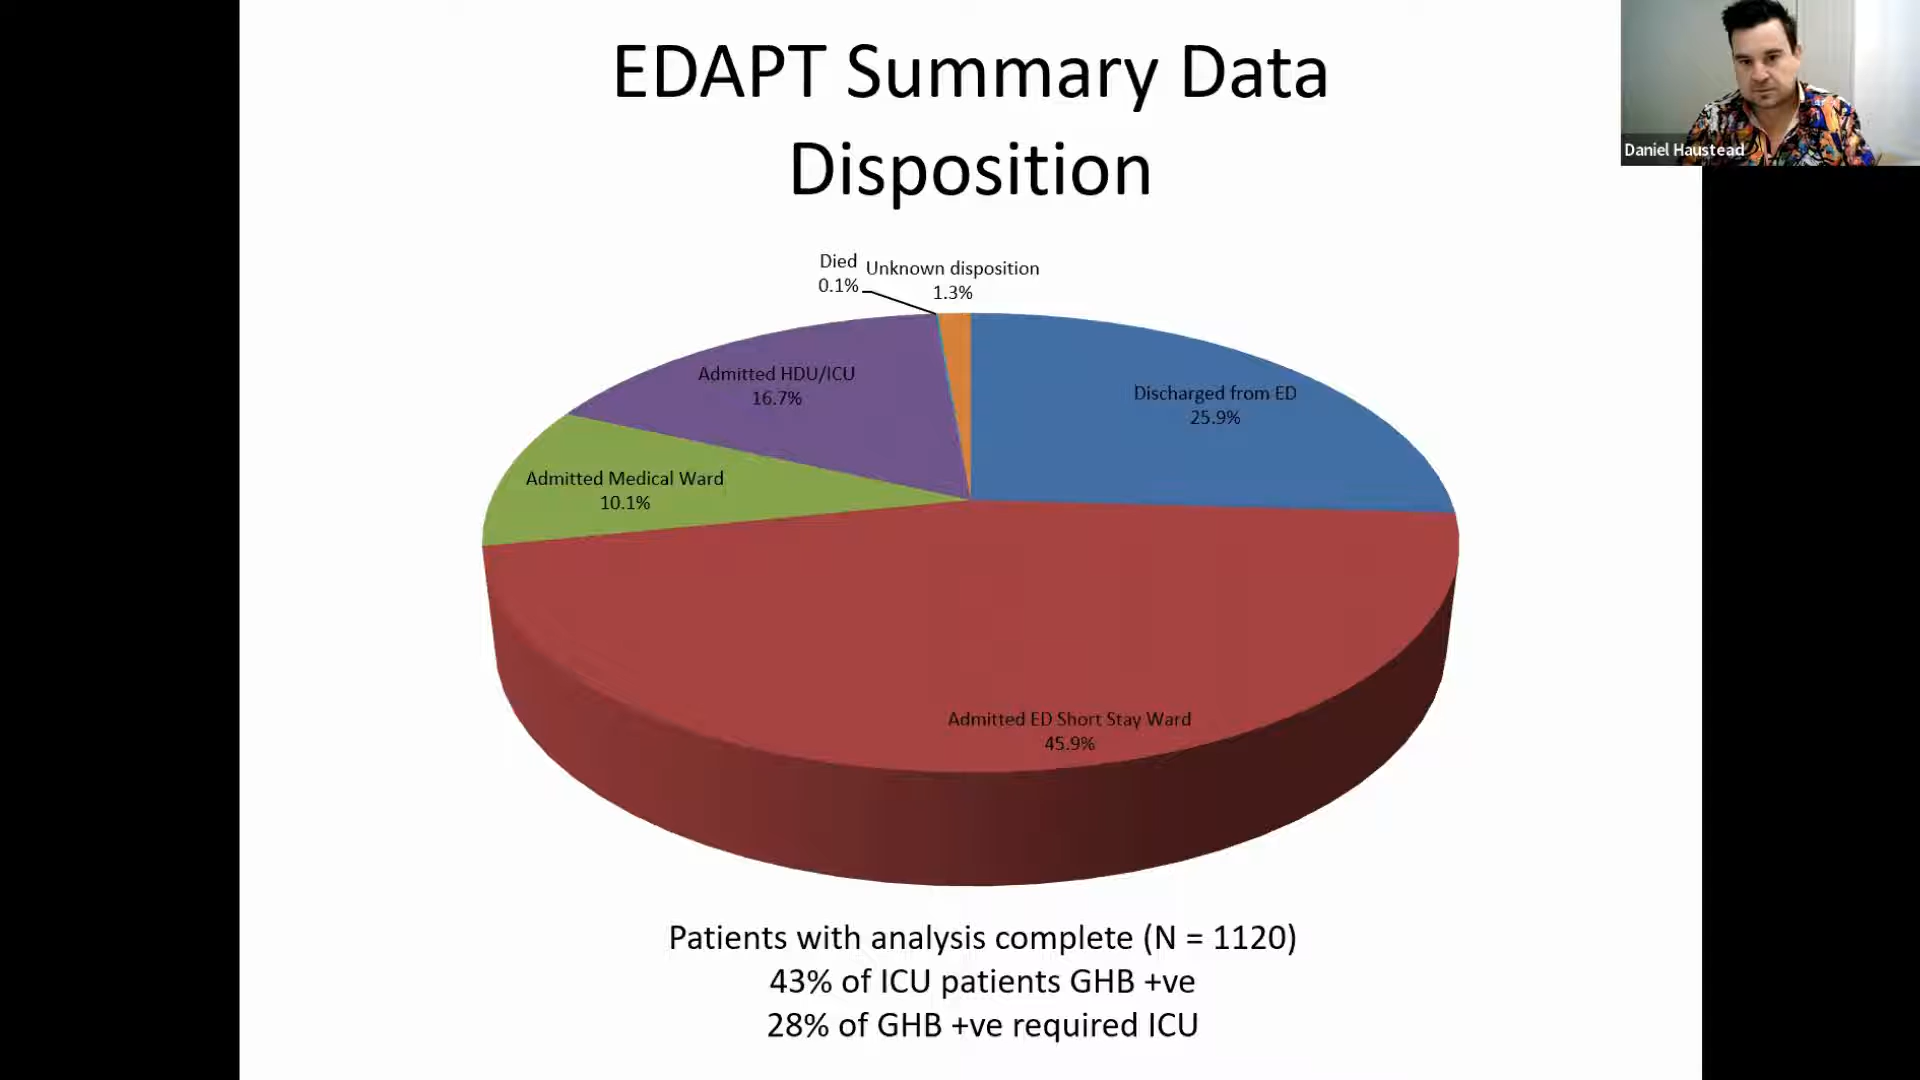 EDAPT Summary Data
Disposition
Daniel Haustead
Died
0.1%
Unknown disposition
1.3%
Admitted HDU/ICU
16.7%
Discharged from ED
25.9%
Admitted Medical Ward
10.1%
Admitted ED Short Stay Ward
45.9%
Patients with analysis complete (N = 1120)
43% of ICU patients GHB +ve
28% of GHB +ve required ICU